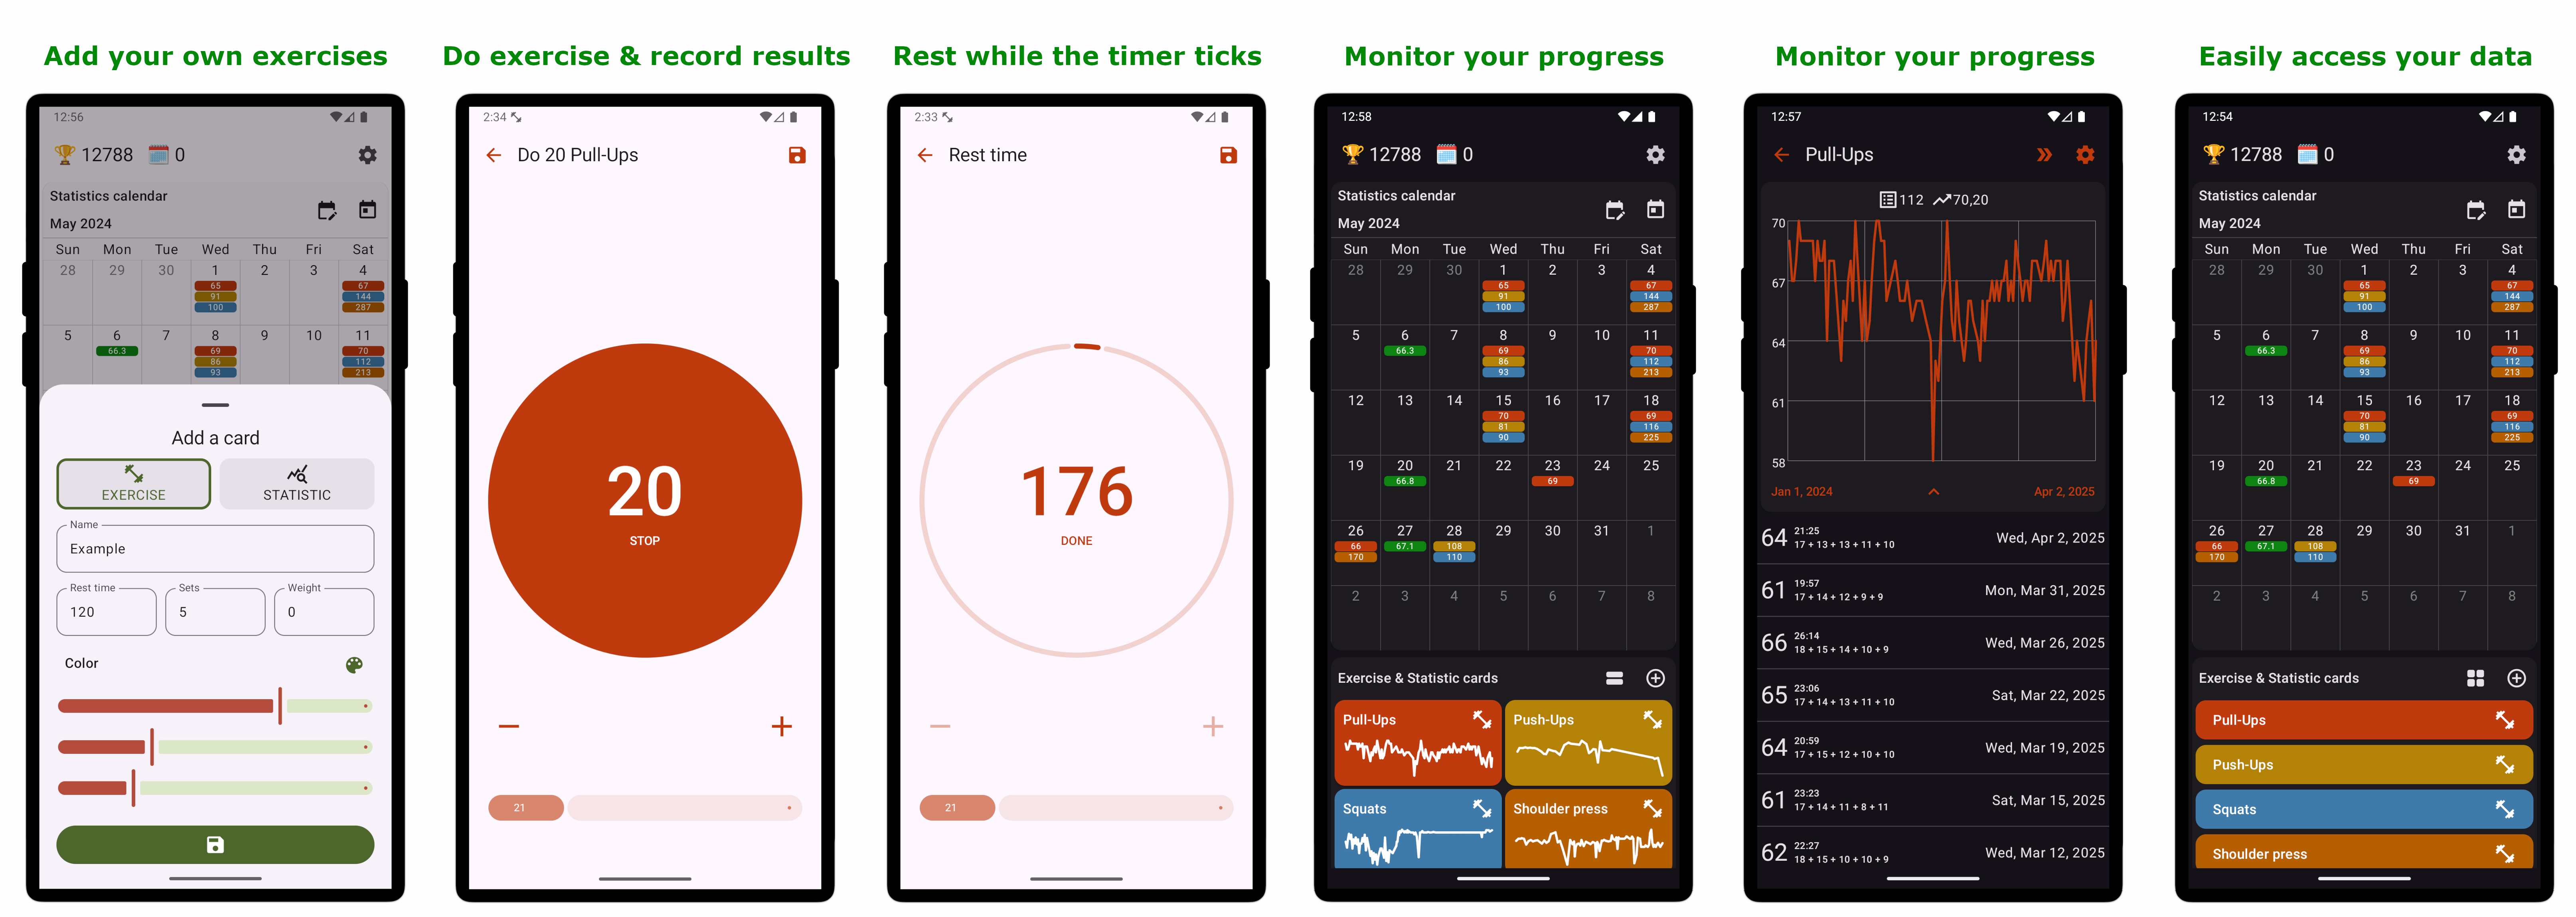 Add your own exercises
12:56
12788 0
Statistics calendar
May 2024
Sun Mon Tue Wed Thu Fri Sat
28 29 30 1 2 3 4
65 67
91 144
100 287
5 6 7 8 9 10 11
66.3 69 70
86 112
93 213
Add a card
EXERCISE STATISTIC
Name
Example
Rest time Sets Weight
120 5 0
Color
Do exercise & record results
2:34
Do 20 Pull-Ups
20
STOP
21
Rest while the timer ticks
2:33
Rest time
176
DONE
21
Monitor your progress
12:58
12788 0
Statistics calendar
May 2024
Sun Mon Tue Wed Thu Fri Sat
28 29 30 1 2 3 4
65 67
91 144
100 287
5 6 7 8 9 10 11
66.3 69 70
86 112
93 213
12 13 14 15 16 17 18
70 69
81 116
90 225
19 20 21 22 23 24 25
66.8 69
26 27 28 29 30 31 1
66 67.1 108
170 110
2 3 4 5 6 7 8
Exercise & Statistic cards
Pull-Ups Push-Ups
Squats Shoulder press
Monitor your progress
12:57
Pull-Ups
112 70,20
70
67
64
61
58
Jan 1, 2024 Apr 2, 2025
64 21:25 Wed, Apr 2, 2025
17 + 13 + 13 + 11 + 10
61 19:57 Mon, Mar 31, 2025
17 + 14 + 12 + 9 + 9
66 26:14 Wed, Mar 26, 2025
18 + 15 + 14 + 10 + 9
65 23:06 Sat, Mar 22, 2025
17 + 14 + 13 + 11 + 10
64 20:59 Wed, Mar 19, 2025
17 + 15 + 12 + 10 + 10
61 23:23 Sat, Mar 15, 2025
17 + 14 + 11 + 8 + 11
62 22:27 Wed, Mar 12, 2025
18 + 15 + 10 + 10 + 9
Easily access your data
12:54
12788 0
Statistics calendar
May 2024
Sun Mon Tue Wed Thu Fri Sat
28 29 30 1 2 3 4
65 67
91 144
100 287
5 6 7 8 9 10 11
66.3 69 70
86 112
93 213
12 13 14 15 16 17 18
70 69
81 116
90 225
19 20 21 22 23 24 25
66.8 69
26 27 28 29 30 31 1
66 67.1 108
170 110
2 3 4 5 6 7 8
Exercise & Statistic cards
Pull-Ups
Push-Ups
Squats
Shoulder press